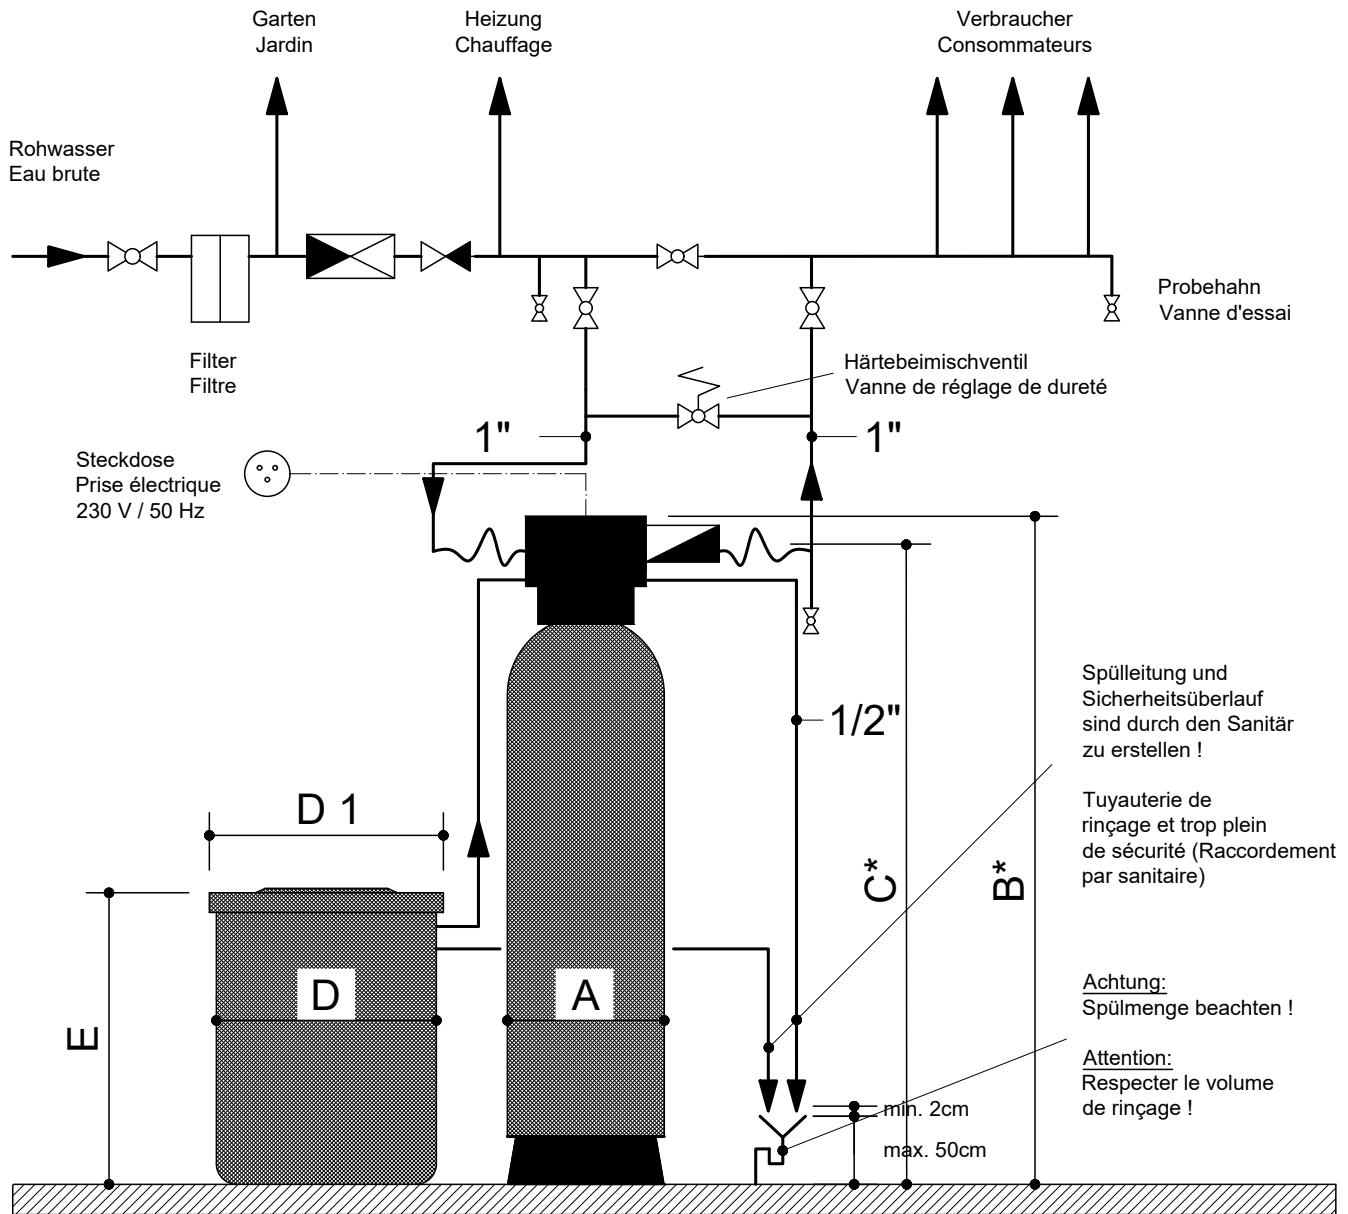 Garten
Jardin
Heizung
Chauffage
Verbraucher
Consommateurs
Rohwasser
Eau brute
Probehahn
Vanne d'essai
Filter
Filtre
Härtebeimischventil
Vanne de réglage de dureté
1"
1"
Steckdose
Prise électrique
230 V / 50 Hz
Spülleitung und
Sicherheitsüberlauf
sind durch den Sanitär
zu erstellen !
1/2"
Tuyauterie de
rinçage et trop plein
de sécurité (Raccordement
par sanitaire)
D 1
C*
B*
D
A
E
Achtung:
Spülmenge beachten !
Attention:
Respecter le volume
de rinçage !
min. 2cm
max. 50cm